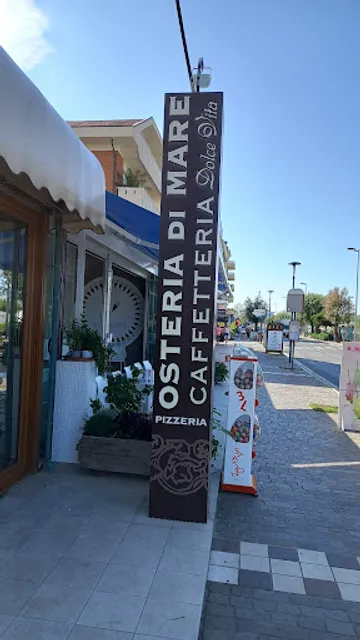 OSTERIA DI MARE
CAFFETTERIA Dolce Vita
PIZZERIA